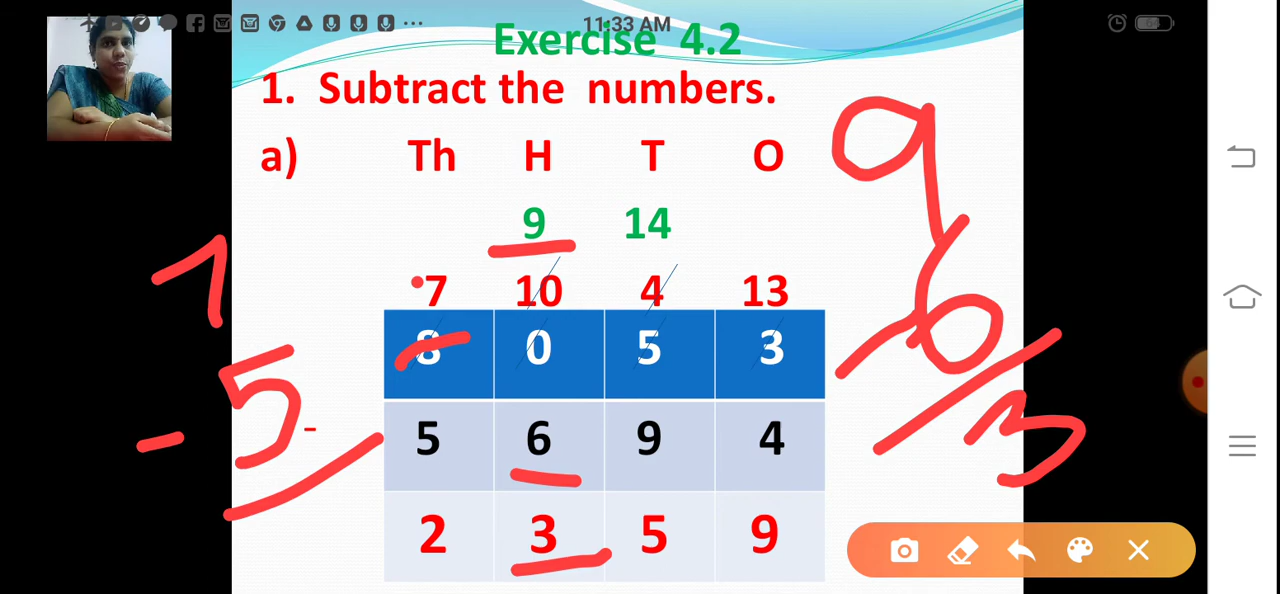 11:33 AM
Exercise 4.2
1. Subtract the numbers.
a) Th H T O
9 14
7 10 4 13
8 0 5 3
- 5 6 9 4
2 3 5 9
7
- 5
9
- 6
3